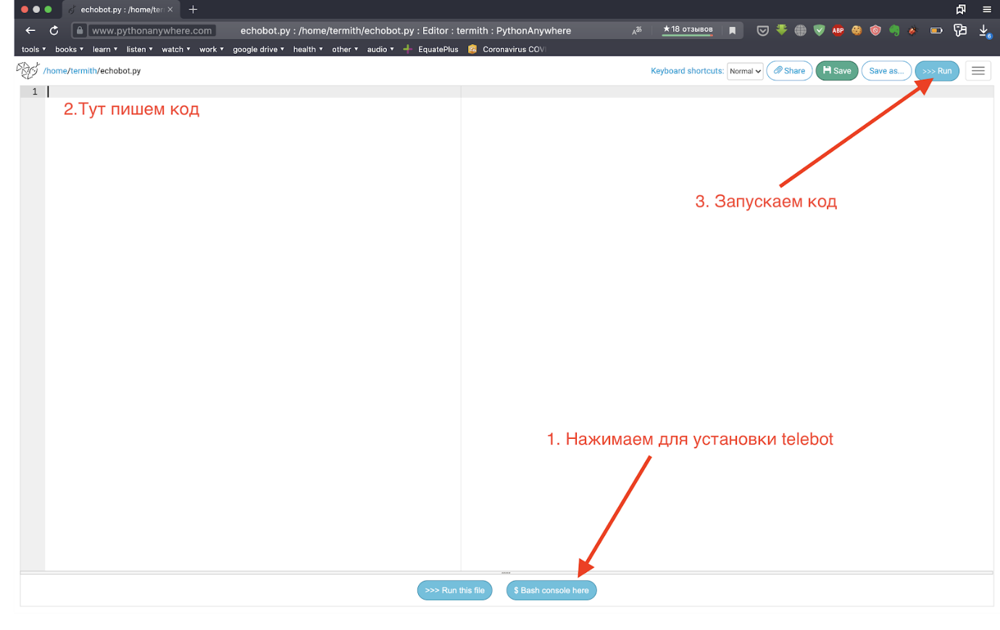 echobot.py : /home/ter
www.pythonanywhere.com echobot.py : /home/termith/echobot.py : Editor : termith : PythonAnywhere ★18 отзывов ABP 6
tools books learn listen watch work google drive health other audio EquatePlus Coronavirus COV
/home/termith/echobot.py Keyboard shortcuts: Normal Share Save Save as... >>> Run
1
2.Тут пишем код
3. Запускаем код
1. Нажимаем для установки telebot
>>> Run this file $ Bash console here